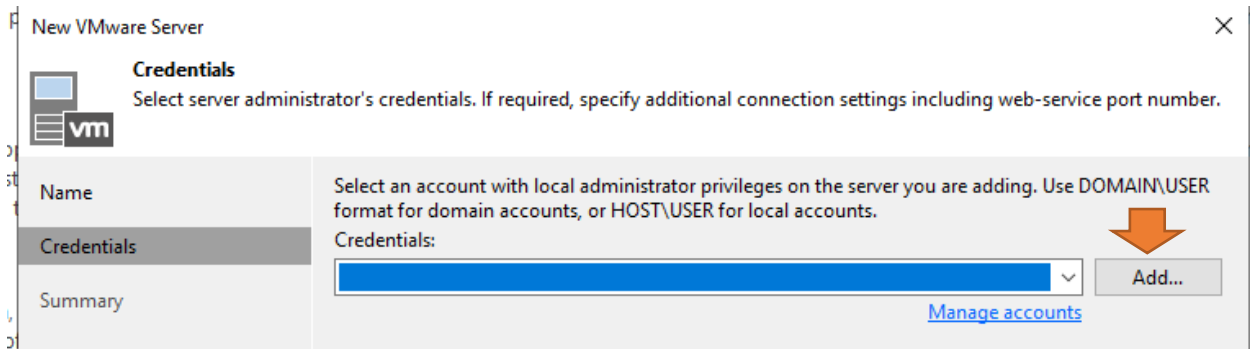 New VMware Server
Credentials
Select server administrator's credentials. If required, specify additional connection settings including web-service port number.
vm
Name
Select an account with local administrator privileges on the server you are adding. Use DOMAIN\USER
format for domain accounts, or HOST\USER for local accounts.
Credentials
Credentials:
Add...
Summary
Manage accounts